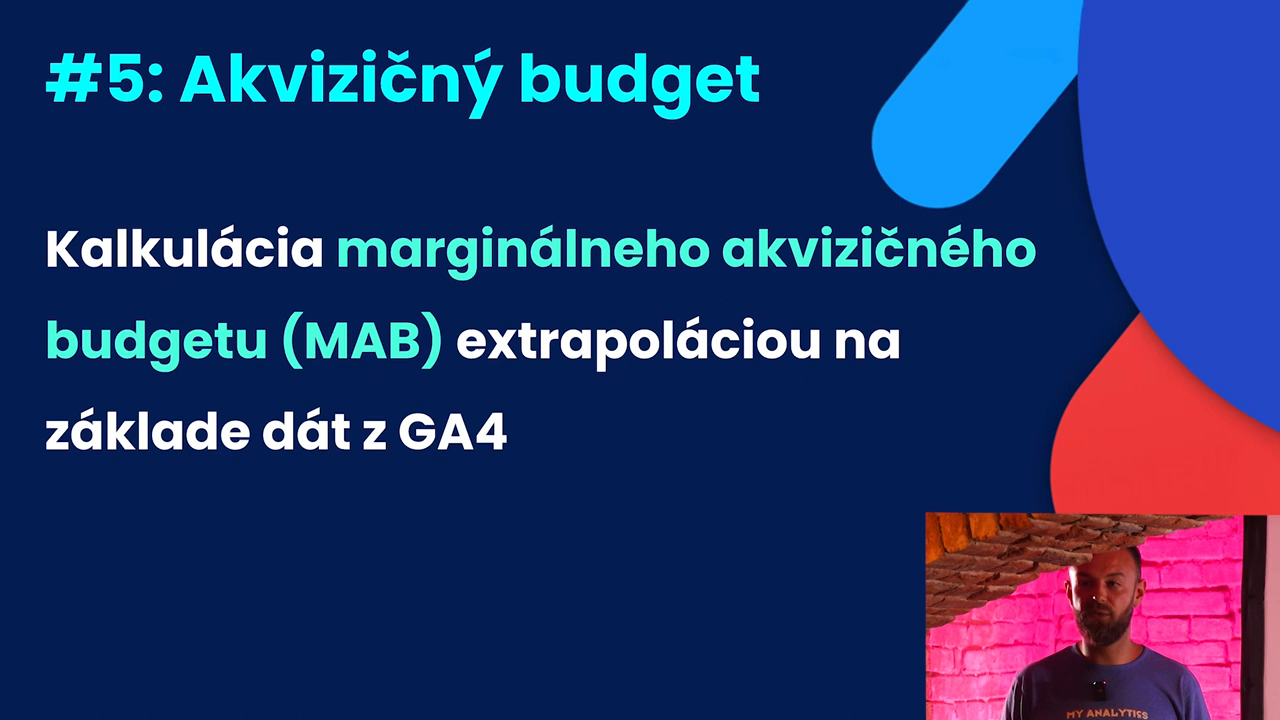 #5: Akvizičný budget
Kalkulácia marginálneho akvizičného
budgetu (MAB) extrapoláciou na
základe dát z GA4
MY ANALYTICS